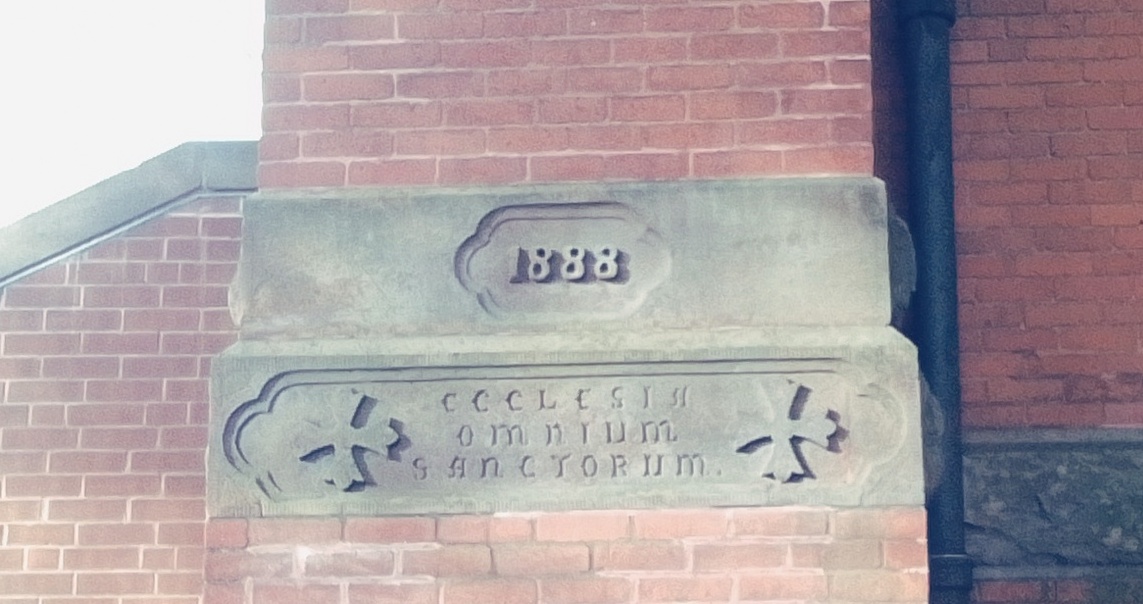 1888
ECCLESIA
OMNIUM
SANCTORUM.